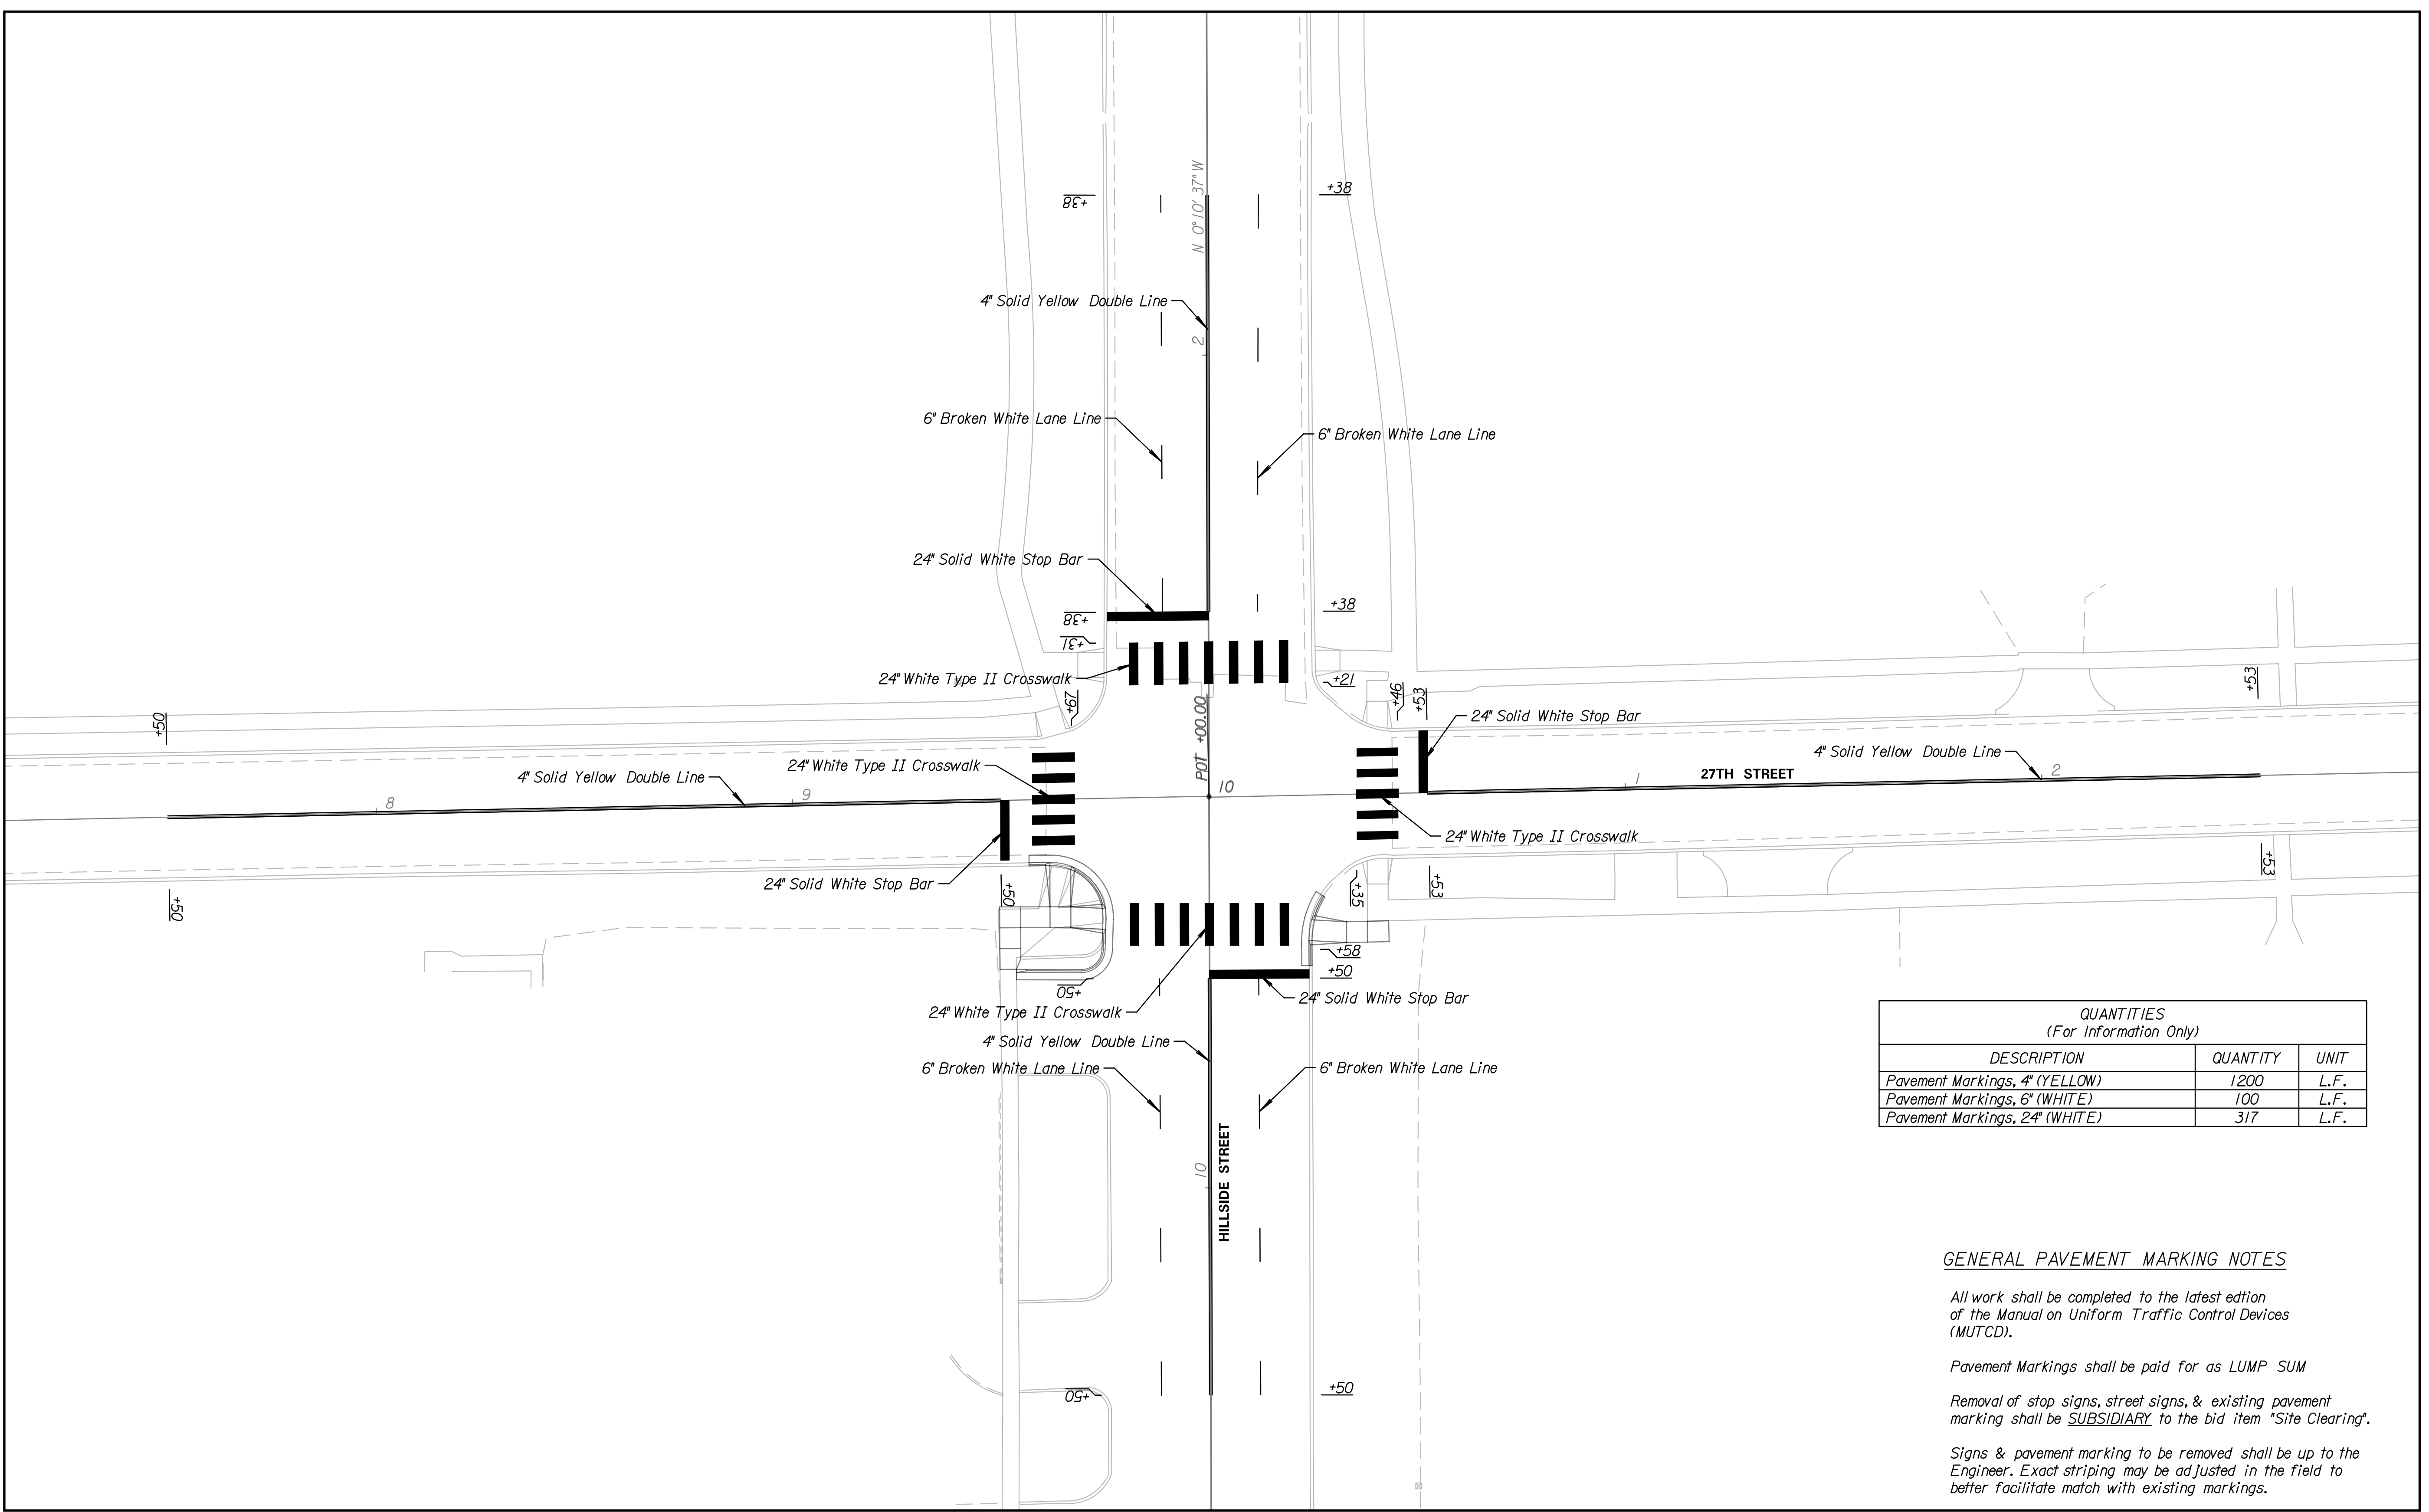 +38
+38
N 0° 10' 37" W
4" Solid Yellow Double Line
2
6" Broken White Lane Line
6" Broken White Lane Line
24" Solid White Stop Bar
+38
+38
+31
24" White Type II Crosswalk
+21
+79
+46
+53
+53
+50
POT +00.00
24" Solid White Stop Bar
4" Solid Yellow Double Line
24" White Type II Crosswalk
4" Solid Yellow Double Line
27TH STREET
8
9
10
1
2
24" White Type II Crosswalk
24" Solid White Stop Bar
+50
+50
+35
+53
+53
+58
+50
+50
24" Solid White Stop Bar
24" White Type II Crosswalk
4" Solid Yellow Double Line
6" Broken White Lane Line
6" Broken White Lane Line
10
HILLSIDE STREET
+50
+50
QUANTITIES
(For Information Only)
DESCRIPTION QUANTITY UNIT
Pavement Markings, 4" (YELLOW) 1200 L.F.
Pavement Markings, 6" (WHITE) 100 L.F.
Pavement Markings, 24" (WHITE) 317 L.F.
GENERAL PAVEMENT MARKING NOTES
All work shall be completed to the latest edtion
of the Manual on Uniform Traffic Control Devices
(MUTCD).
Pavement Markings shall be paid for as LUMP SUM
Removal of stop signs, street signs, & existing pavement
marking shall be SUBSIDIARY to the bid item "Site Clearing".
Signs & pavement marking to be removed shall be up to the
Engineer. Exact striping may be adjusted in the field to
better facilitate match with existing markings.